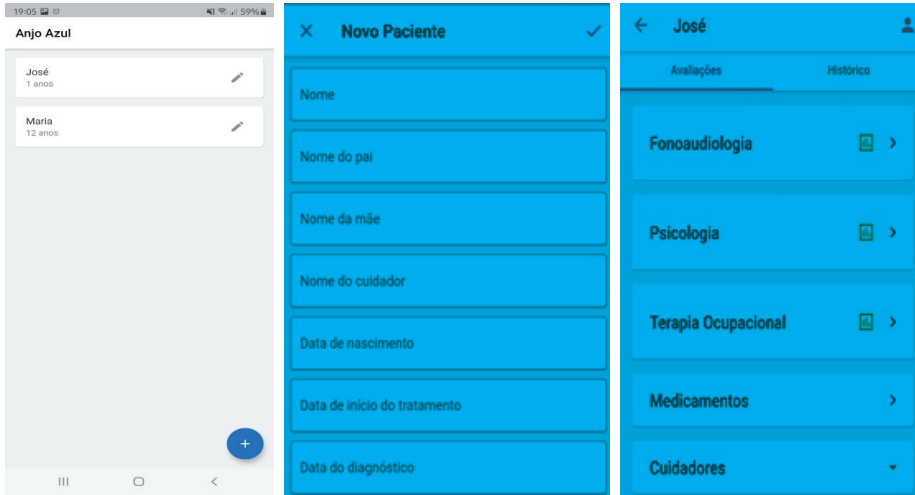 19:05
59%
Anjo Azul
José
1 anos
Maria
12 anos
+
Novo Paciente
Nome
Nome do pai
Nome da mãe
Nome do cuidador
Data de nascimento
Data de início do tratamento
Data do diagnóstico
José
Avaliações
Histórico
Fonoaudiologia
Psicologia
Terapia Ocupacional
Medicamentos
Cuidadores